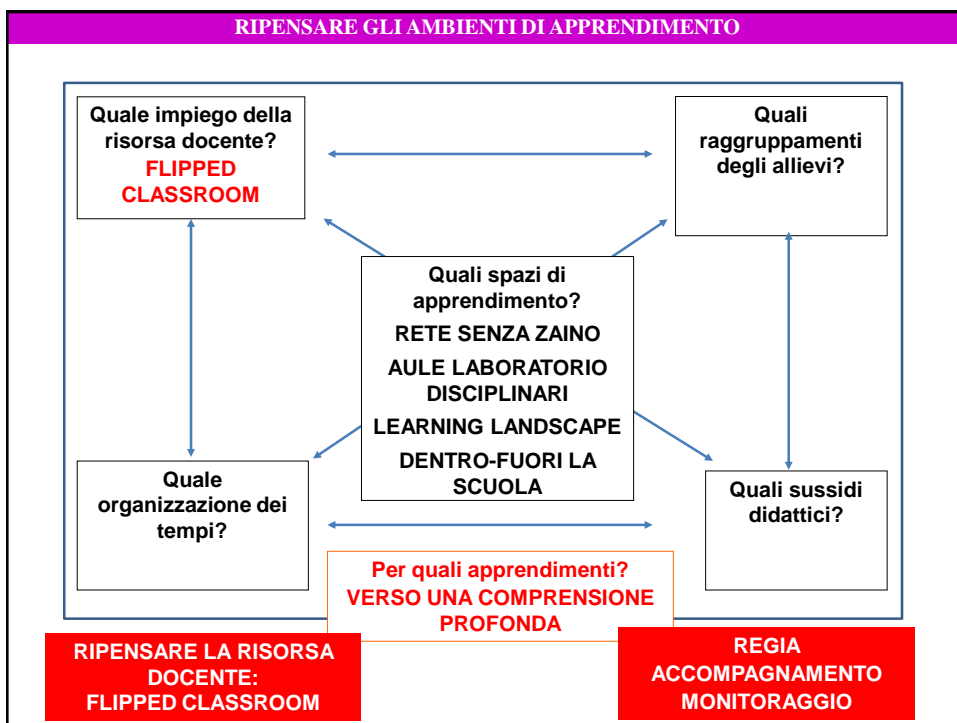 RIPENSARE GLI AMBIENTI DI APPRENDIMENTO
Quale impiego della
risorsa docente?
FLIPPED
CLASSROOM
Quali
raggruppamenti
degli allievi?
Quali spazi di
apprendimento?
RETE SENZA ZAINO
AULE LABORATORIO
DISCIPLINARI
LEARNING LANDSCAPE
DENTRO-FUORI LA
SCUOLA
Quale
organizzazione dei
tempi?
Quali sussidi
didattici?
Per quali apprendimenti?
VERSO UNA COMPRENSIONE
PROFONDA
RIPENSARE LA RISORSA
DOCENTE:
FLIPPED CLASSROOM
REGIA
ACCOMPAGNAMENTO
MONITORAGGIO